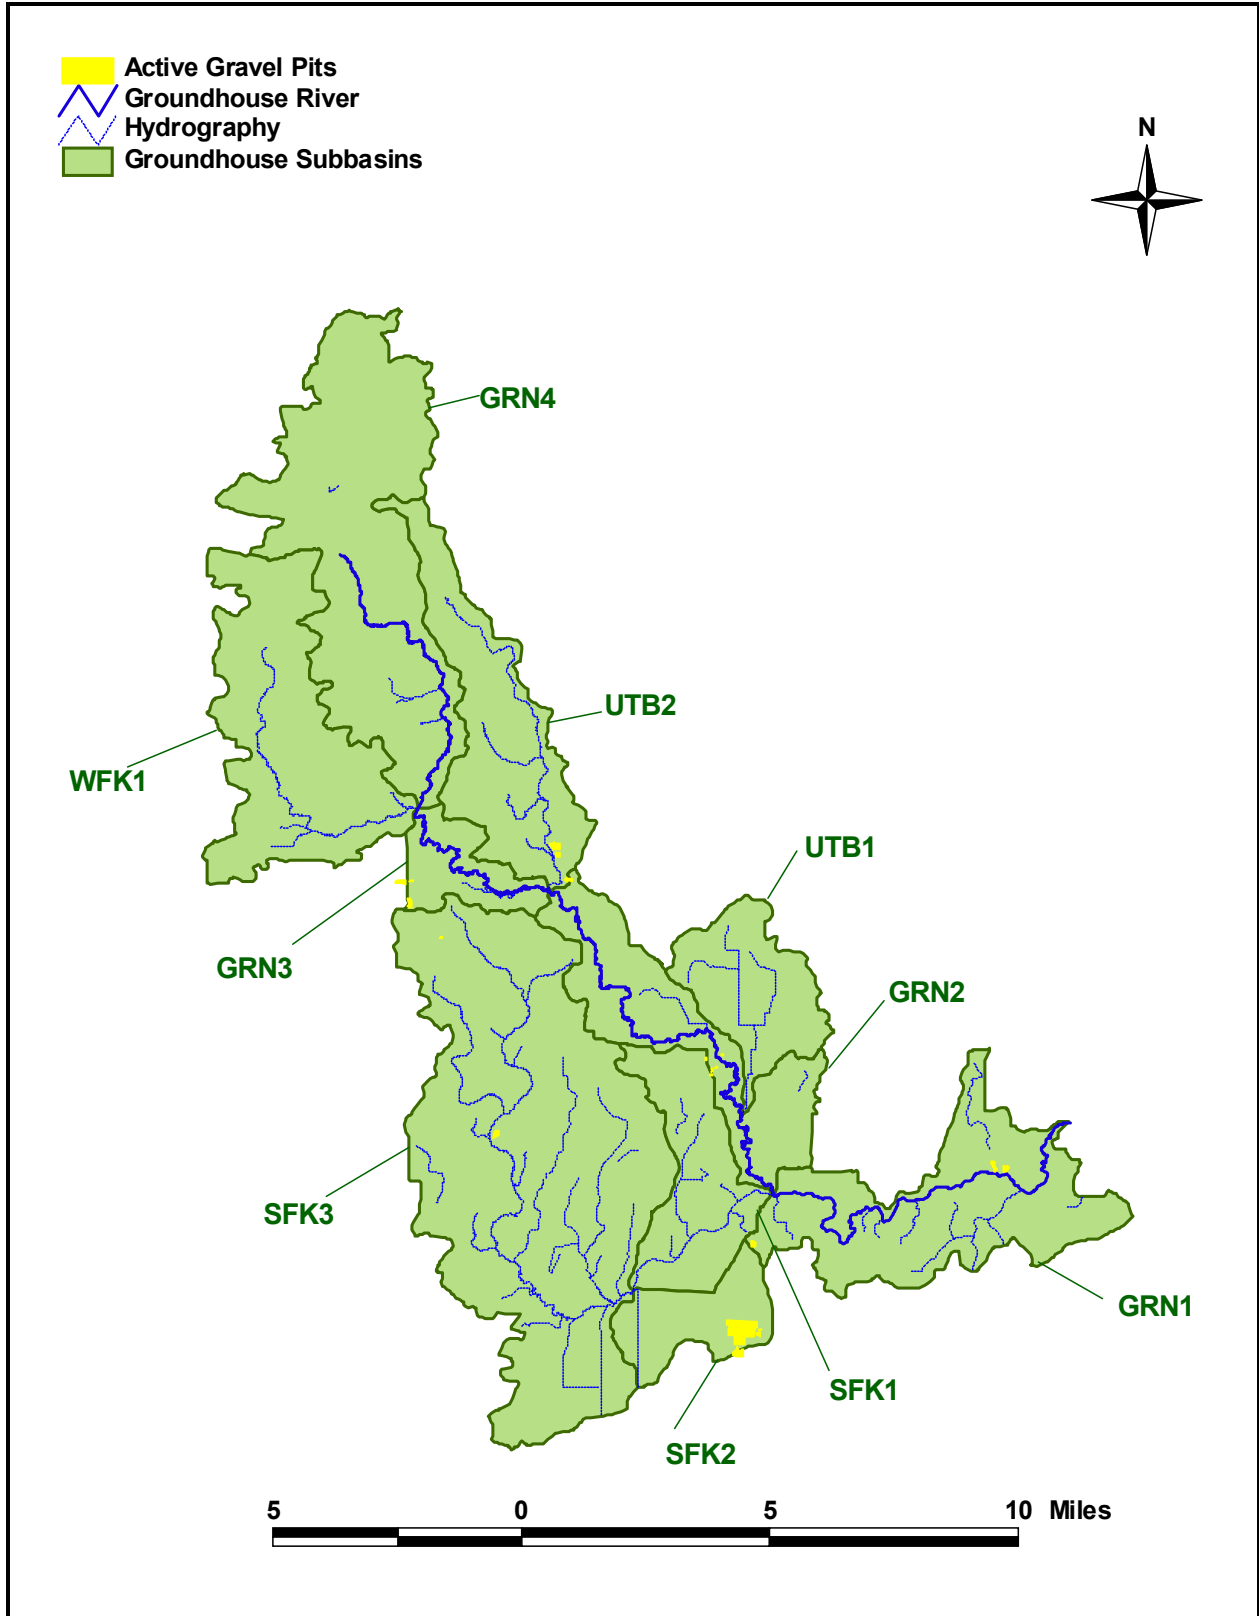 Active Gravel Pits
Groundhouse River
Hydrography
Groundhouse Subbasins
N
GRN4
UTB2
WFK1
UTB1
GRN3
GRN2
SFK3
GRN1
SFK1
SFK2
5 0 5 10 Miles